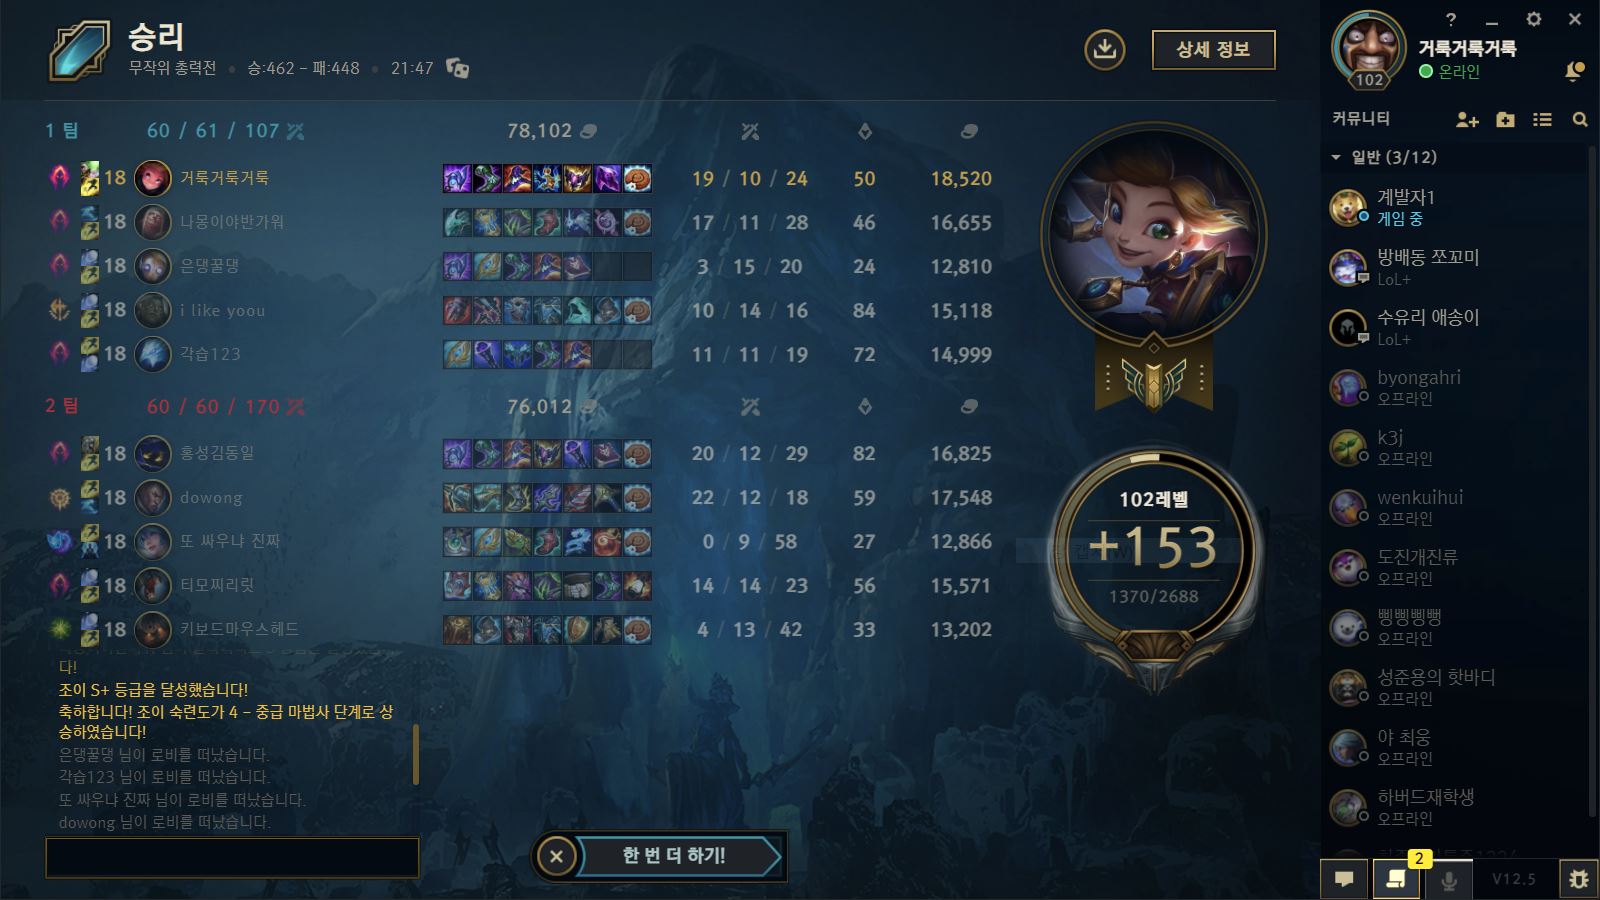 승리
무작위 총력전 • 승:462 – 패:448 • 21:47
상세 정보
1 팀 60 / 61 / 107 78,102
18 거룩거룩거룩 19 / 10 / 24 50 18,520
18 나몽이야반가워 17 / 11 / 28 46 16,655
18 은댕꿀댕 3 / 15 / 20 24 12,810
18 i like yoou 10 / 14 / 16 84 15,118
18 각습123 11 / 11 / 19 72 14,999
2 팀 60 / 60 / 170 76,012
18 홍성김동일 20 / 12 / 29 82 16,825
18 dowong 22 / 12 / 18 59 17,548
18 또 싸우냐 진짜 0 / 9 / 58 27 12,866
18 티모찌리릿 14 / 14 / 23 56 15,571
18 키보드마우스헤드 4 / 13 / 42 33 13,202
다!
조이 S+ 등급을 달성했습니다!
축하합니다! 조이 숙련도가 4 – 중급 마법사 단계로 상
승하였습니다!
은댕꿀댕 님이 로비를 떠났습니다.
각습123 님이 로비를 떠났습니다.
또 싸우냐 진짜 님이 로비를 떠났습니다.
dowong 님이 로비를 떠났습니다.
한 번 더 하기!
102레벨
+153
1370/2688
거룩거룩거룩
102
온라인
커뮤니티
일반 (3/12)
게발자1
게임 중
방배동 쪼꼬미
LoL+
수유리 애송이
LoL+
byongahri
오프라인
k3j
오프라인
wenkuihui
오프라인
도진개진류
오프라인
삥삥삥뻥
오프라인
성준용의 핫바디
오프라인
야 최웅
오프라인
하버드재학생
오프라인
2
V12.5